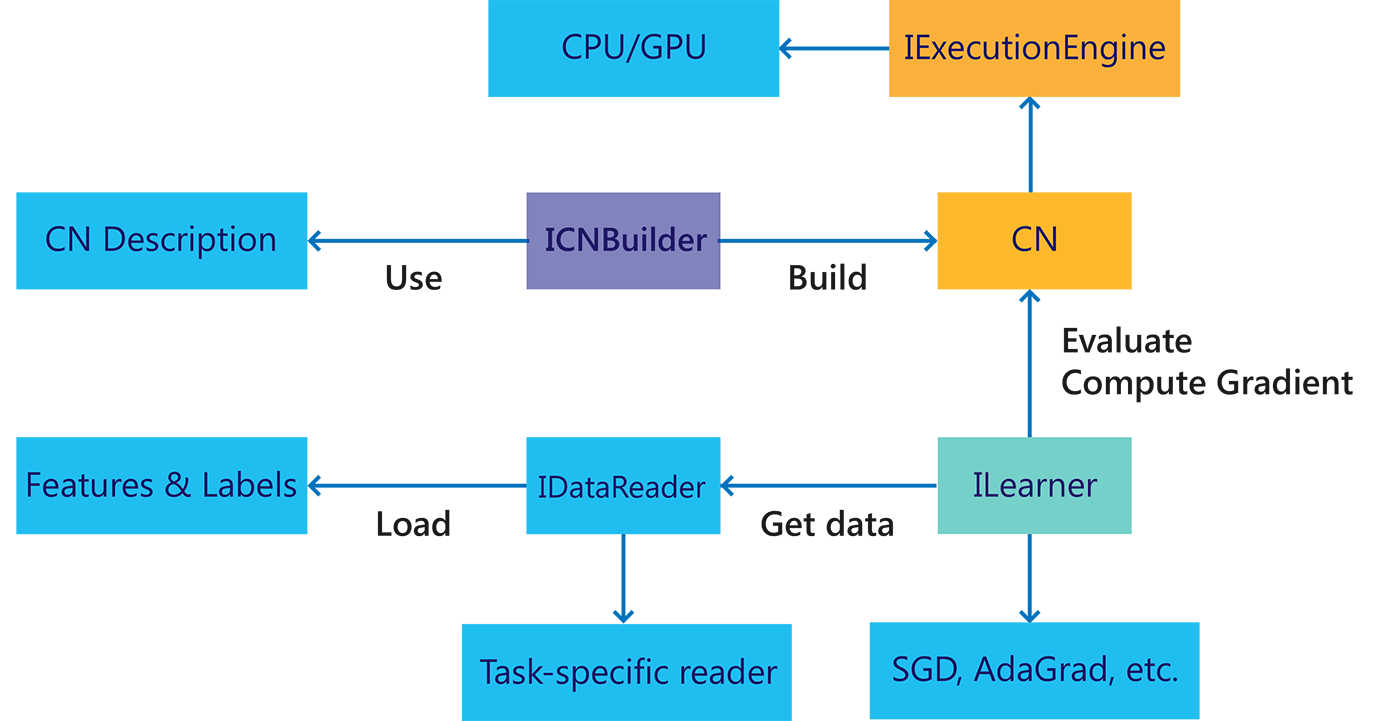 CPU/GPU
IExecutionEngine
CN Description
ICNBuilder
CN
Use
Build
Evaluate
Compute Gradient
Features & Labels
IDataReader
ILearner
Load
Get data
Task-specific reader
SGD, AdaGrad, etc.